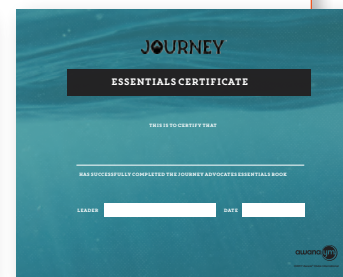 JOURNEY
ESSENTIALS CERTIFICATE
THIS IS TO CERTIFY THAT
HAS SUCCESSFULLY COMPLETED THE JOURNEY ADVOCATES ESSENTIALS BOOK
LEADER DATE
awana ym